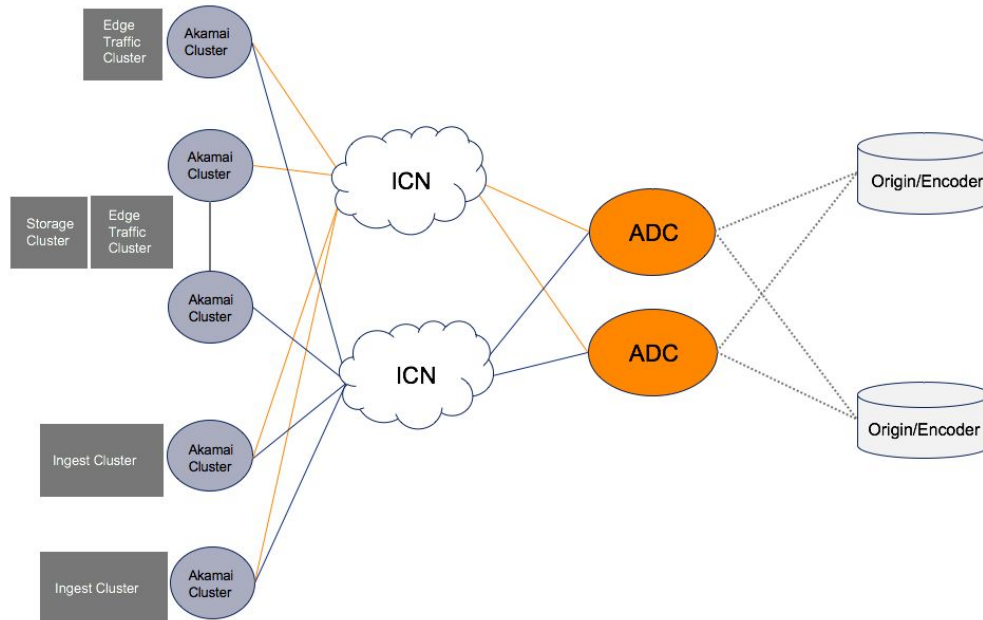 Edge
Traffic
Cluster
Akamai
Cluster
Akamai
Cluster
Storage
Cluster
Edge
Traffic
Cluster
Akamai
Cluster
Ingest Cluster
Akamai
Cluster
Ingest Cluster
Akamai
Cluster
ICN
ICN
ADC
ADC
Origin/Encoder
Origin/Encoder